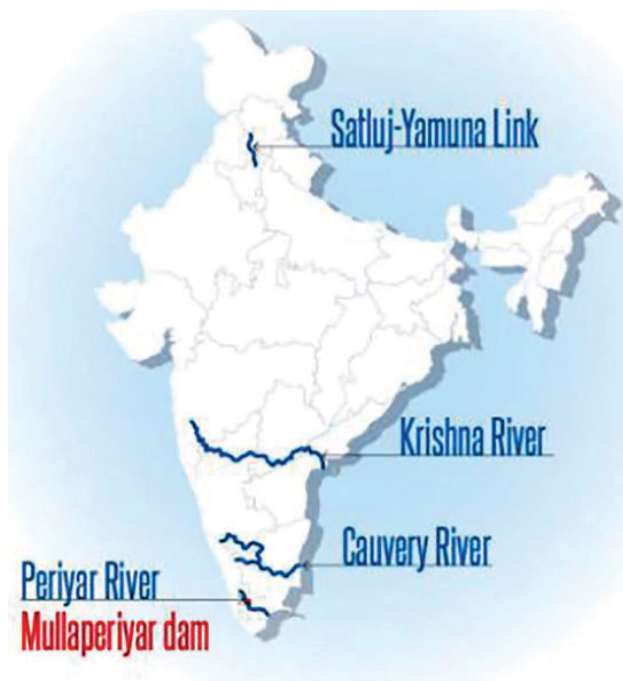 Satluj-Yamuna Link
Krishna River
Cauvery River
Periyar River
Mullaperiyar dam